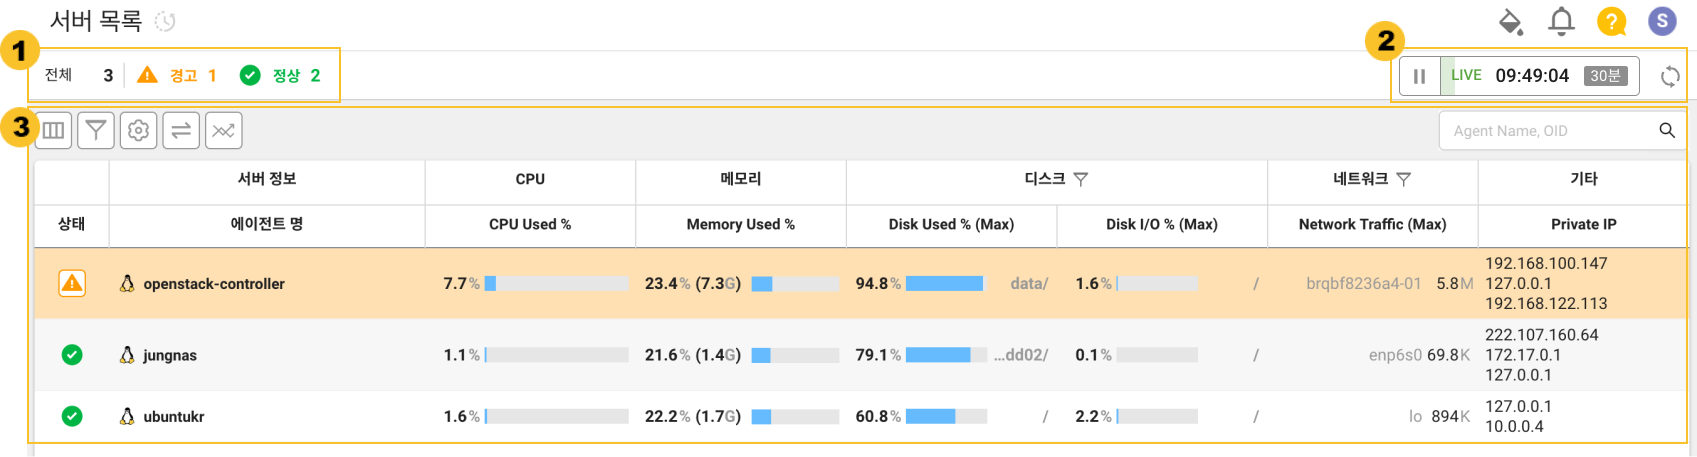 서버 목록
?
S
1
전체 3 경고 1 정상 2
2
LIVE 09:49:04 30분
3
Agent Name, OID
서버 정보 CPU 메모리 디스크 네트워크 기타
상태 에이전트 명 CPU Used % Memory Used % Disk Used % (Max) Disk I/O % (Max) Network Traffic (Max) Private IP
openstack-controller 7.7% 23.4% (7.3G) 94.8% data/ 1.6% / brqbf8236a4-01 5.8M
192.168.100.147
127.0.0.1
192.168.122.113
jungnas 1.1% 21.6% (1.4G) 79.1% ...dd02/ 0.1% / enp6s0 69.8K
222.107.160.64
172.17.0.1
127.0.0.1
ubuntukr 1.6% 22.2% (1.7G) 60.8% / 2.2% / lo 894K
127.0.0.1
10.0.0.4